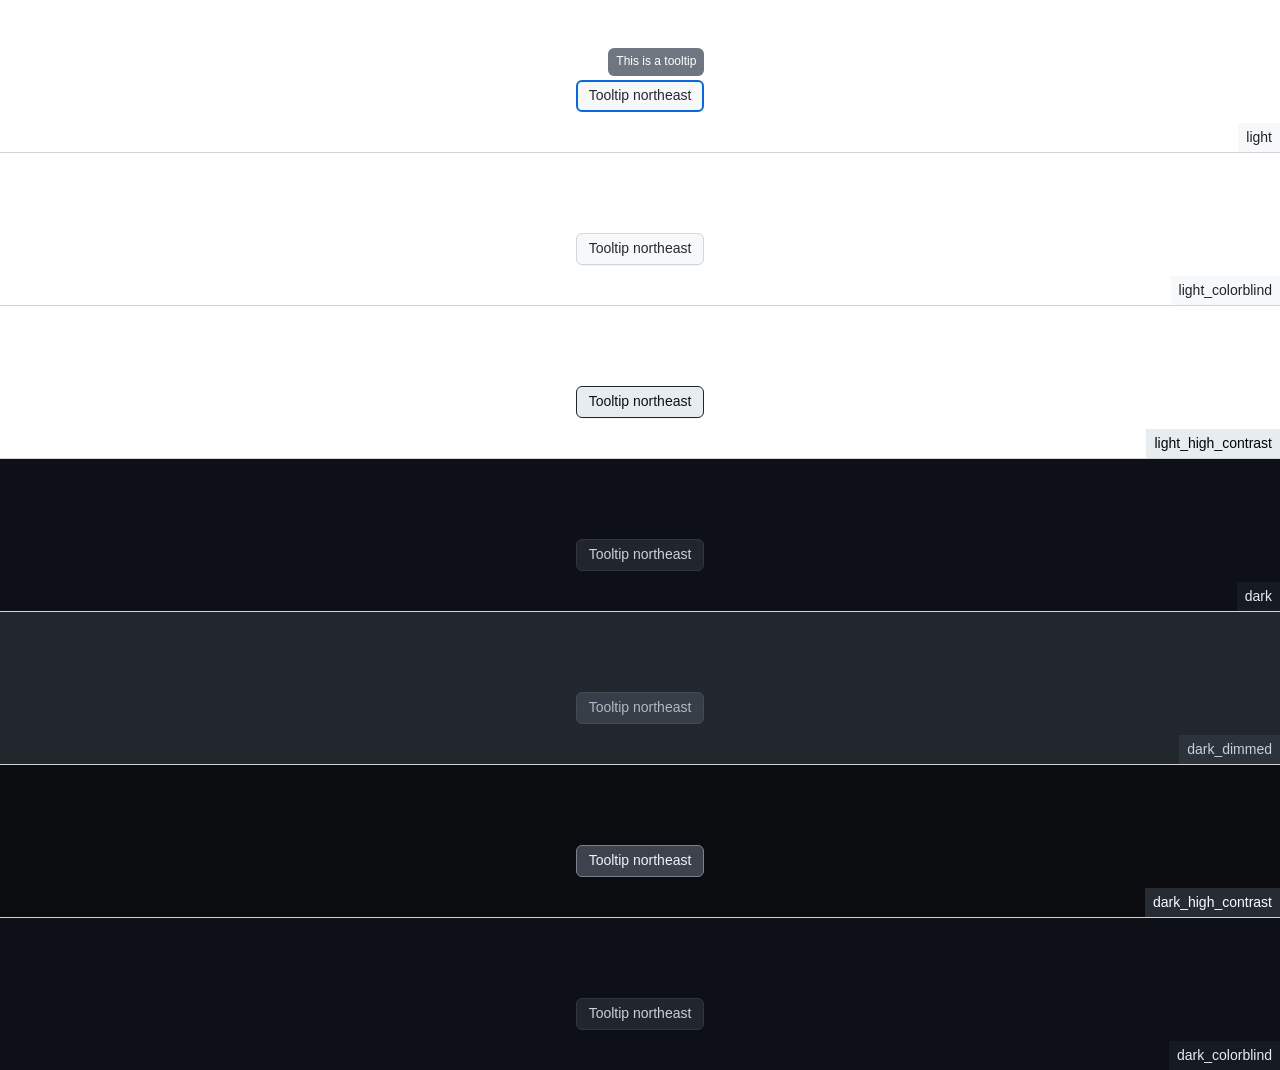 This is a tooltip
Tooltip northeast
light
Tooltip northeast
light_colorblind
Tooltip northeast
light_high_contrast
Tooltip northeast
dark
Tooltip northeast
dark_dimmed
Tooltip northeast
dark_high_contrast
Tooltip northeast
dark_colorblind